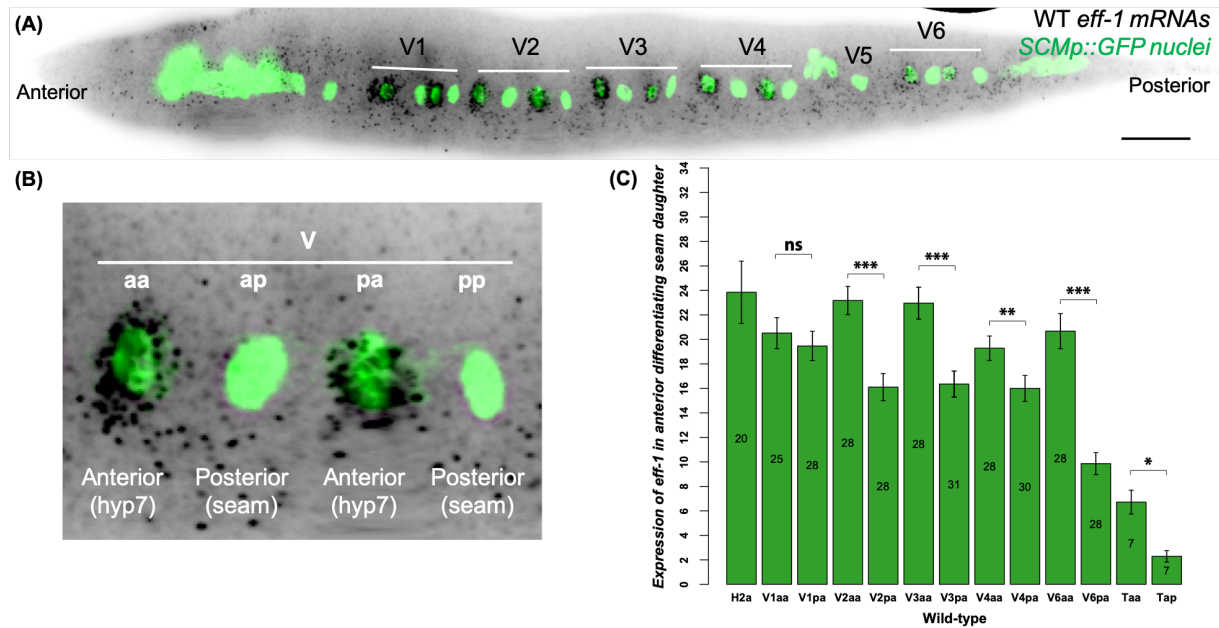 (A)
WT eff-1 mRNAs
SCMp::GFP nuclei
V1 V2 V3 V4 V5 V6
Anterior
Posterior
(B)
V
aa ap pa pp
Anterior Posterior Anterior Posterior
(hyp7) (seam) (hyp7) (seam)
(C)
Expression of eff-1 in anterior differentiating seam daughter
34
32
30
28
26
24
22
20
18
16
14
12
10
8
6
4
2
0
ns *** *** ** *** *
20 25 28 28 28 28 31 28 30 28 28 7 7
H2a V1aa V1pa V2aa V2pa V3aa V3pa V4aa V4pa V6aa V6pa Taa Tap
Wild-type